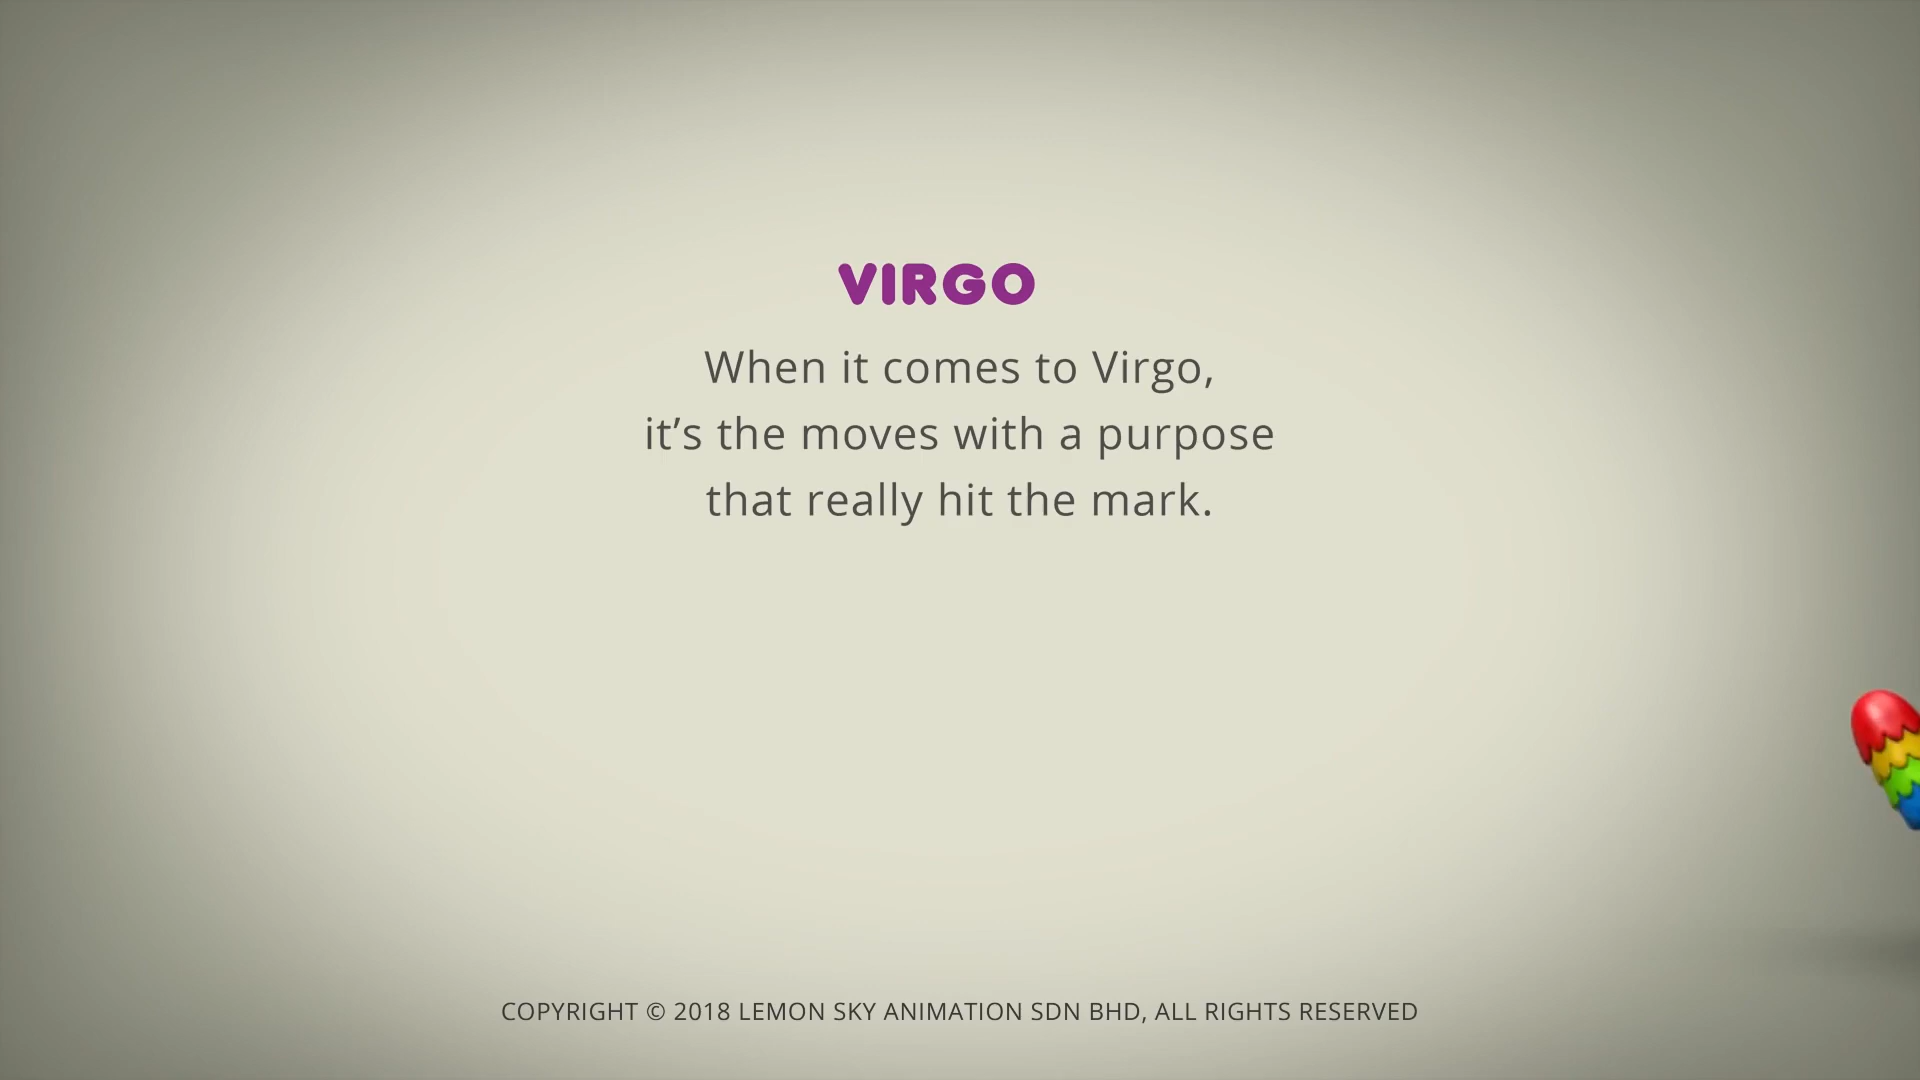 VIRGO
When it comes to Virgo,
it’s the moves with a purpose
that really hit the mark.
COPYRIGHT © 2018 LEMON SKY ANIMATION SDN BHD, ALL RIGHTS RESERVED